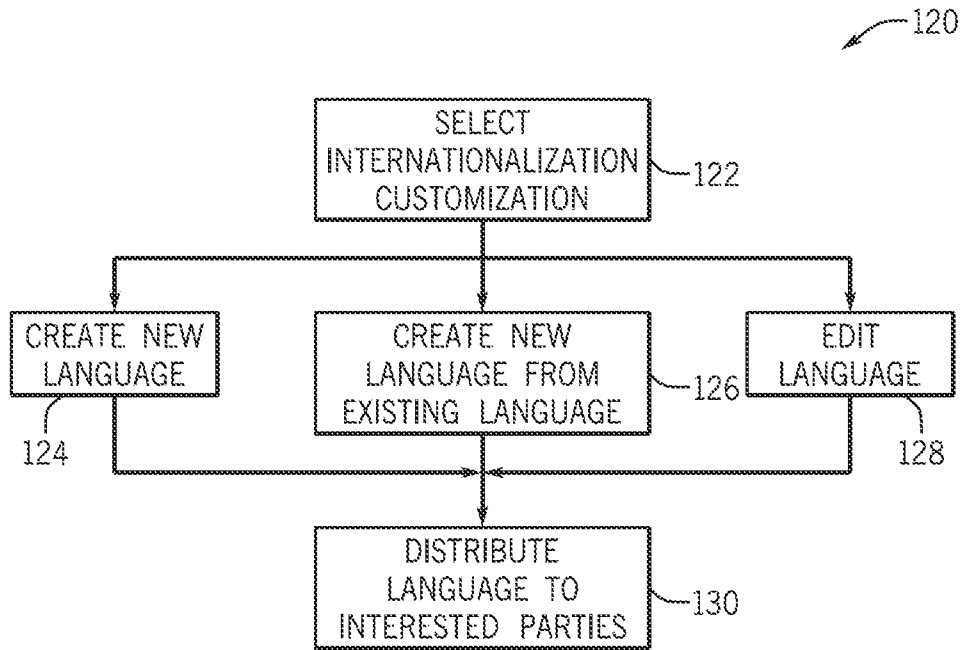 120
SELECT
INTERNATIONALIZATION
CUSTOMIZATION
122
CREATE NEW
LANGUAGE
124
CREATE NEW
LANGUAGE FROM
EXISTING LANGUAGE
126
EDIT
LANGUAGE
128
DISTRIBUTE
LANGUAGE TO
INTERESTED PARTIES
130